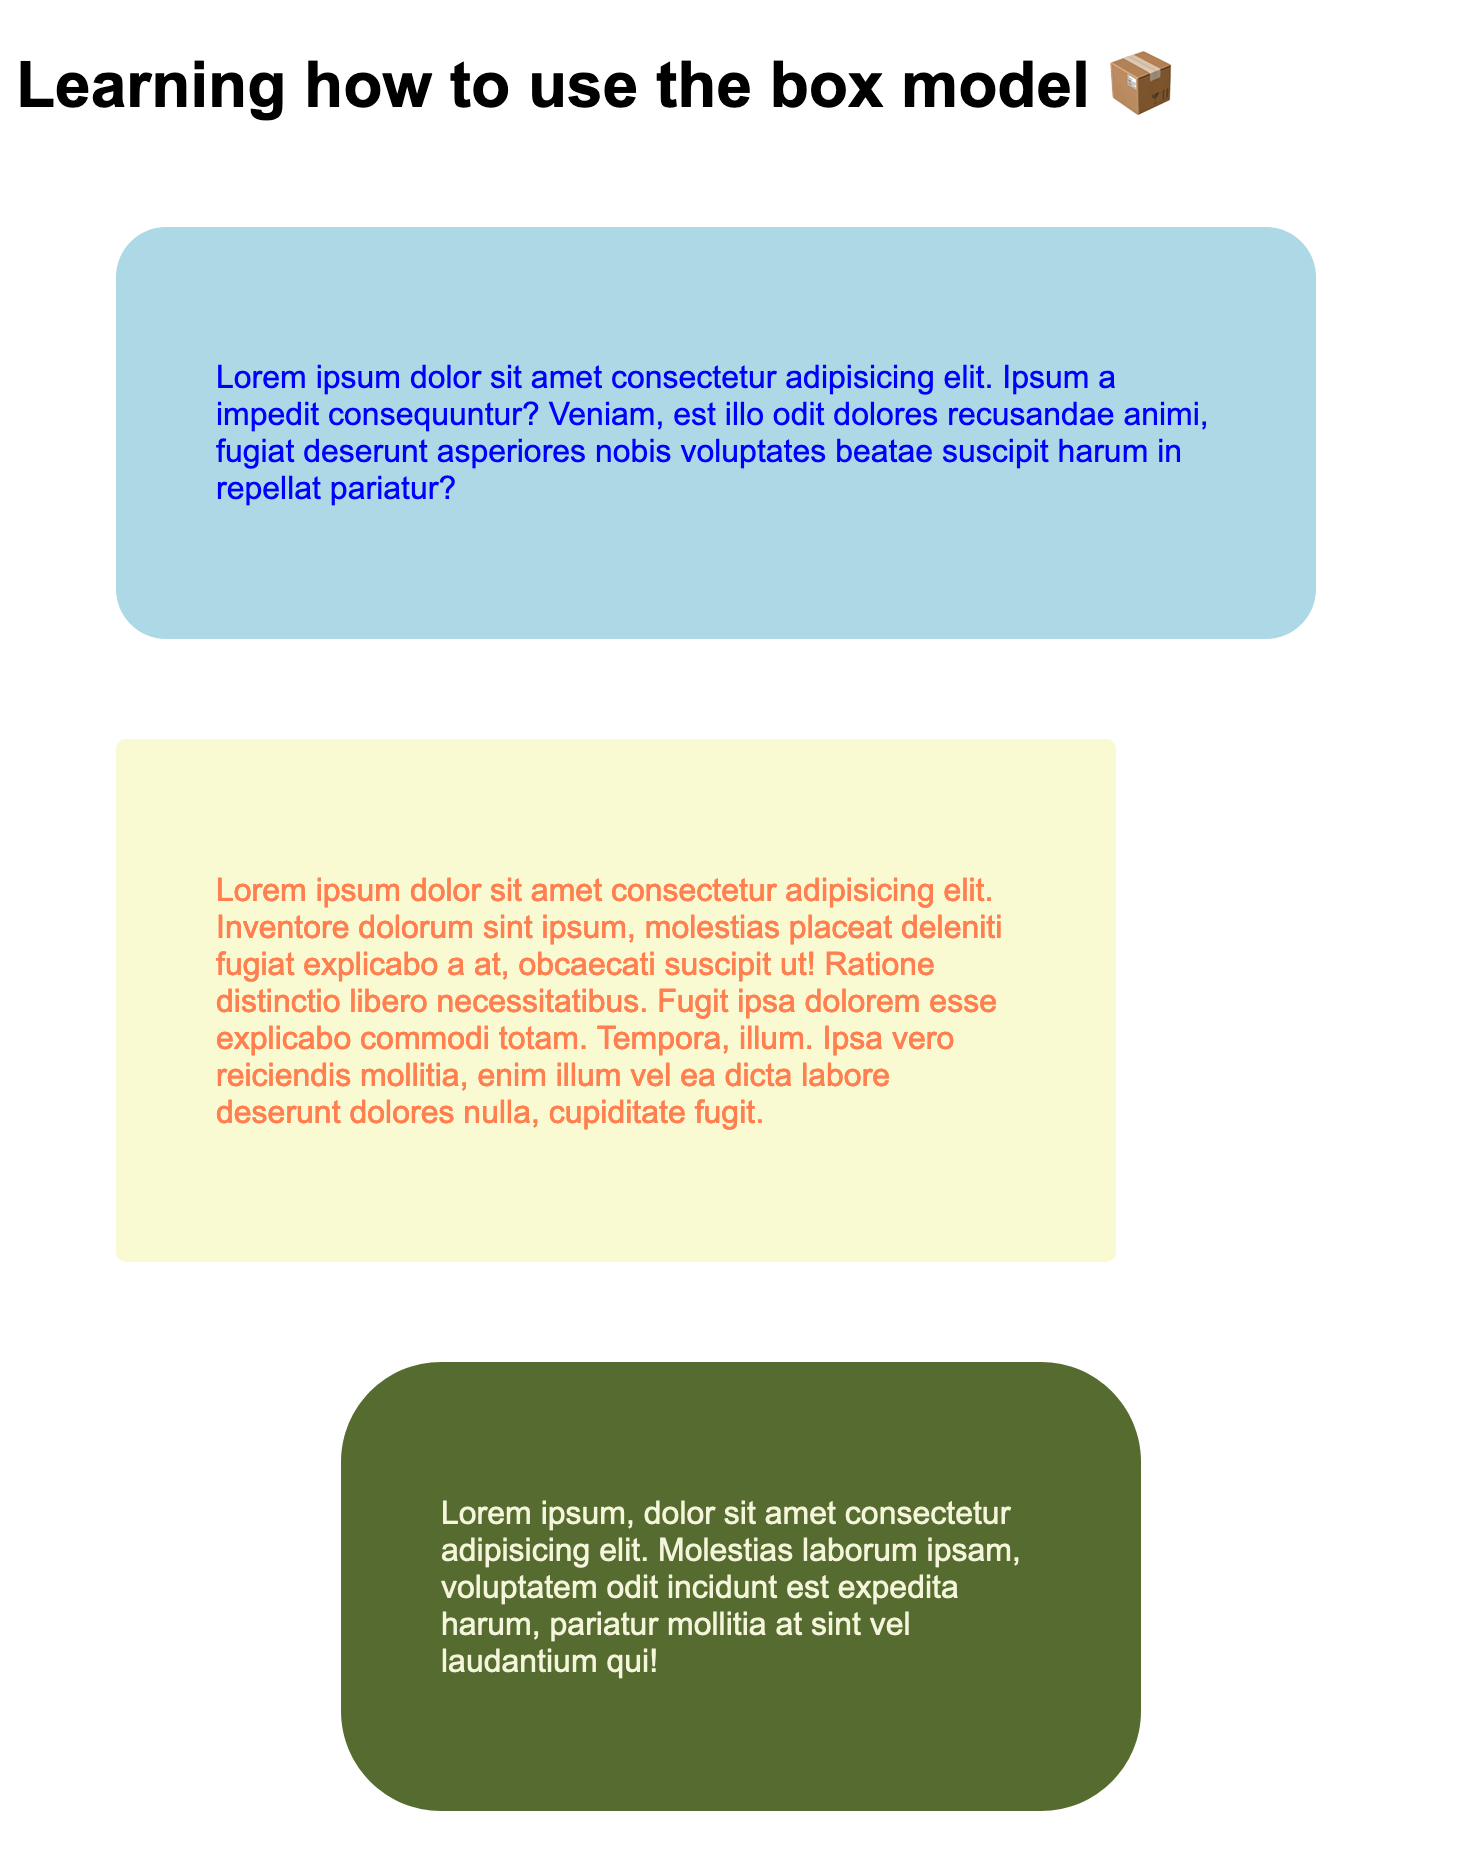 Learning how to use the box model 📦
Lorem ipsum dolor sit amet consectetur adipisicing elit. Ipsum a
impedit consequuntur? Veniam, est illo odit dolores recusandae animi,
fugiat deserunt asperiores nobis voluptates beatae suscipit harum in
repellat pariatur?
Lorem ipsum dolor sit amet consectetur adipisicing elit.
Inventore dolorum sint ipsum, molestias placeat deleniti
fugiat explicabo a at, obcaecati suscipit ut! Ratione
distinctio libero necessitatibus. Fugit ipsa dolorem esse
explicabo commodi totam. Tempora, illum. Ipsa vero
reiciendis mollitia, enim illum vel ea dicta labore
deserunt dolores nulla, cupiditate fugit.
Lorem ipsum, dolor sit amet consectetur
adipisicing elit. Molestias laborum ipsam,
voluptatem odit incidunt est expedita
harum, pariatur mollitia at sint vel
laudantium qui!